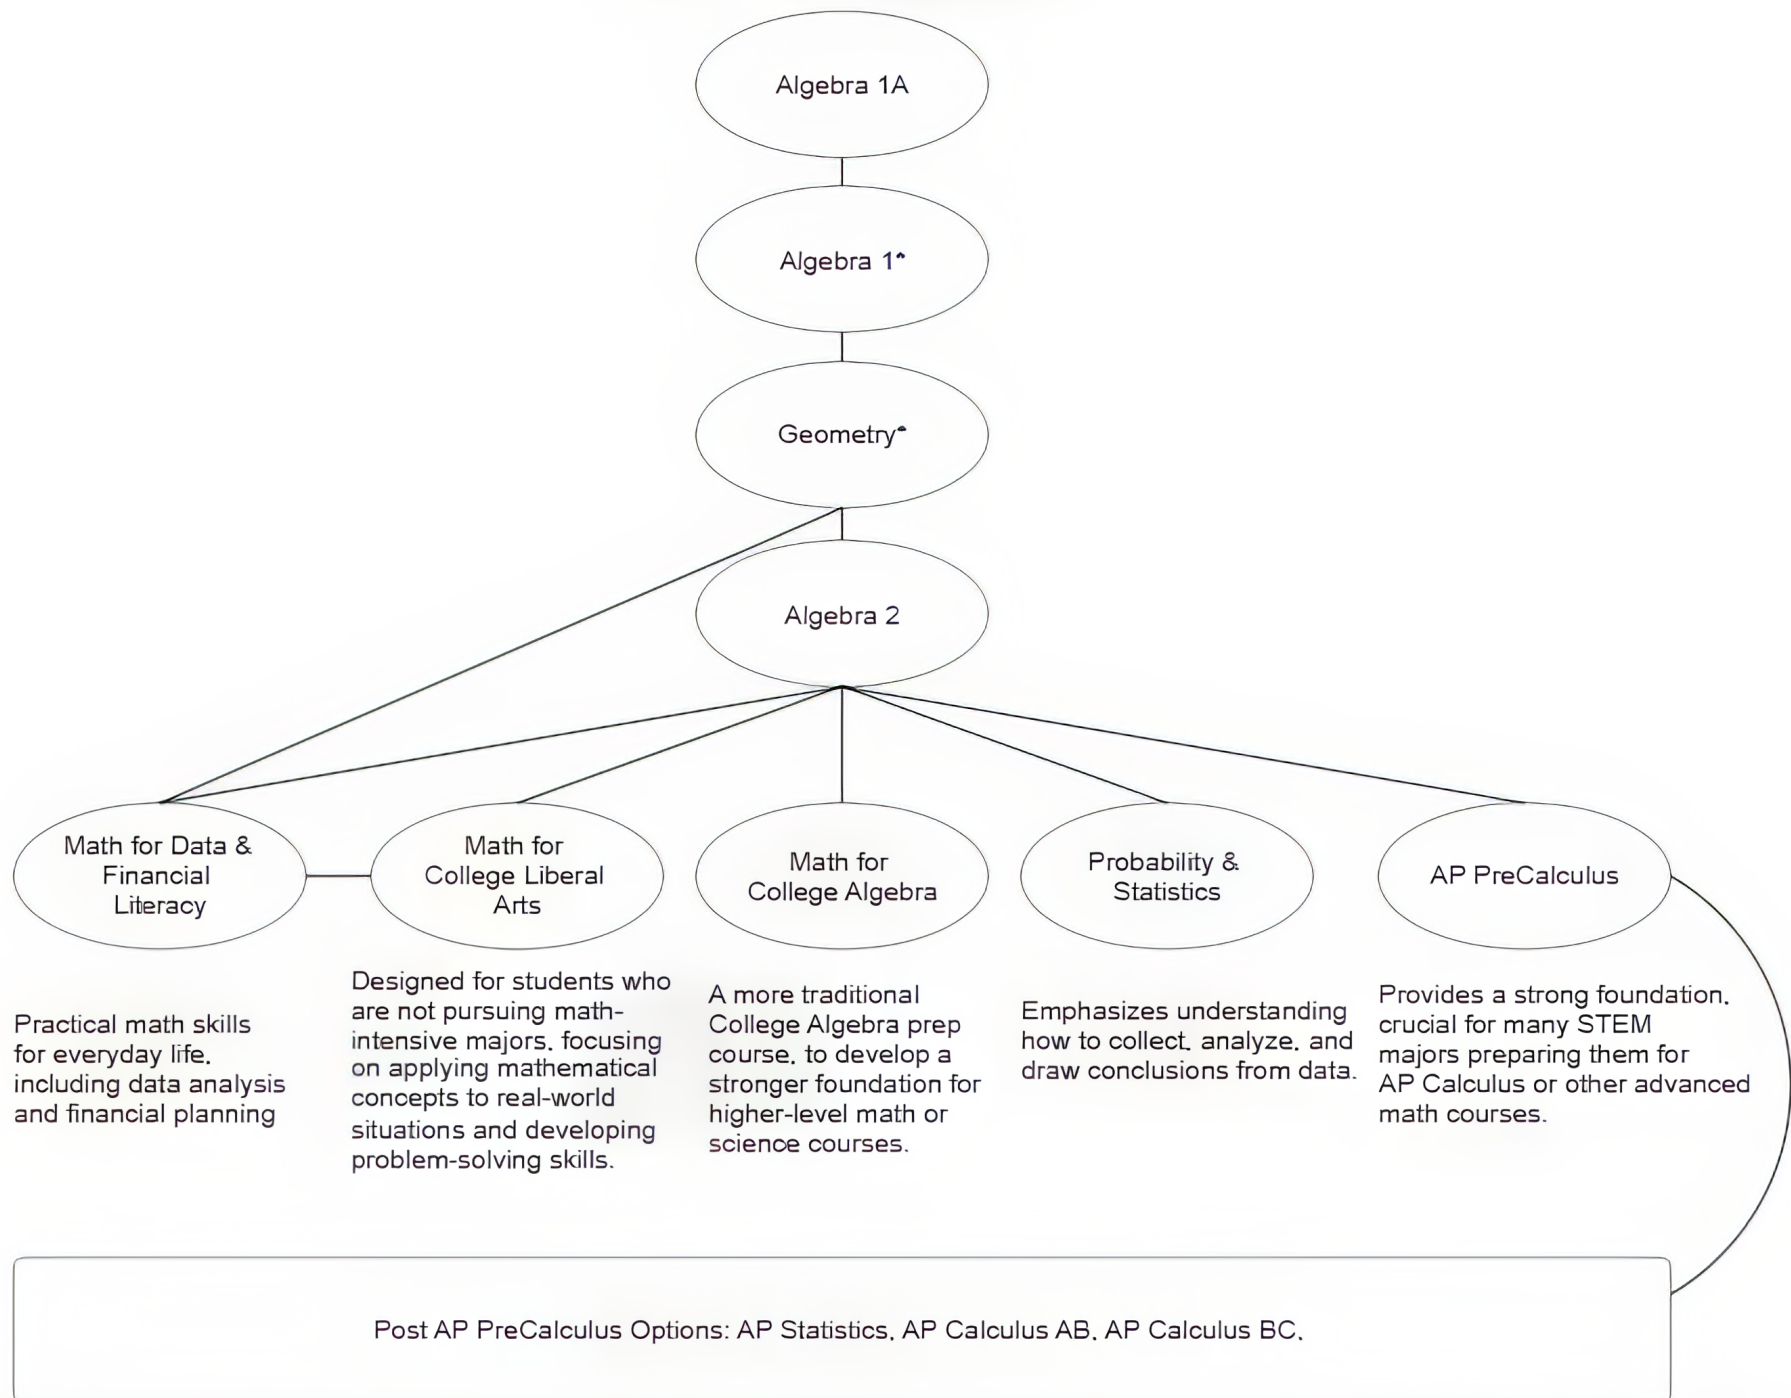 Algebra 1A
Algebra 1*
Geometry*
Algebra 2
Math for Data &
Financial
Literacy
Math for
College Liberal
Arts
Math for
College Algebra
Probability &
Statistics
AP PreCalculus
Practical math skills
for everyday life,
including data analysis
and financial planning
Designed for students who
are not pursuing math-
intensive majors, focusing
on applying mathematical
concepts to real-world
situations and developing
problem-solving skills.
A more traditional
College Algebra prep
course, to develop a
stronger foundation for
higher-level math or
science courses.
Emphasizes understanding
how to collect, analyze, and
draw conclusions from data.
Provides a strong foundation,
crucial for many STEM
majors preparing them for
AP Calculus or other advanced
math courses.
Post AP PreCalculus Options: AP Statistics, AP Calculus AB, AP Calculus BC,